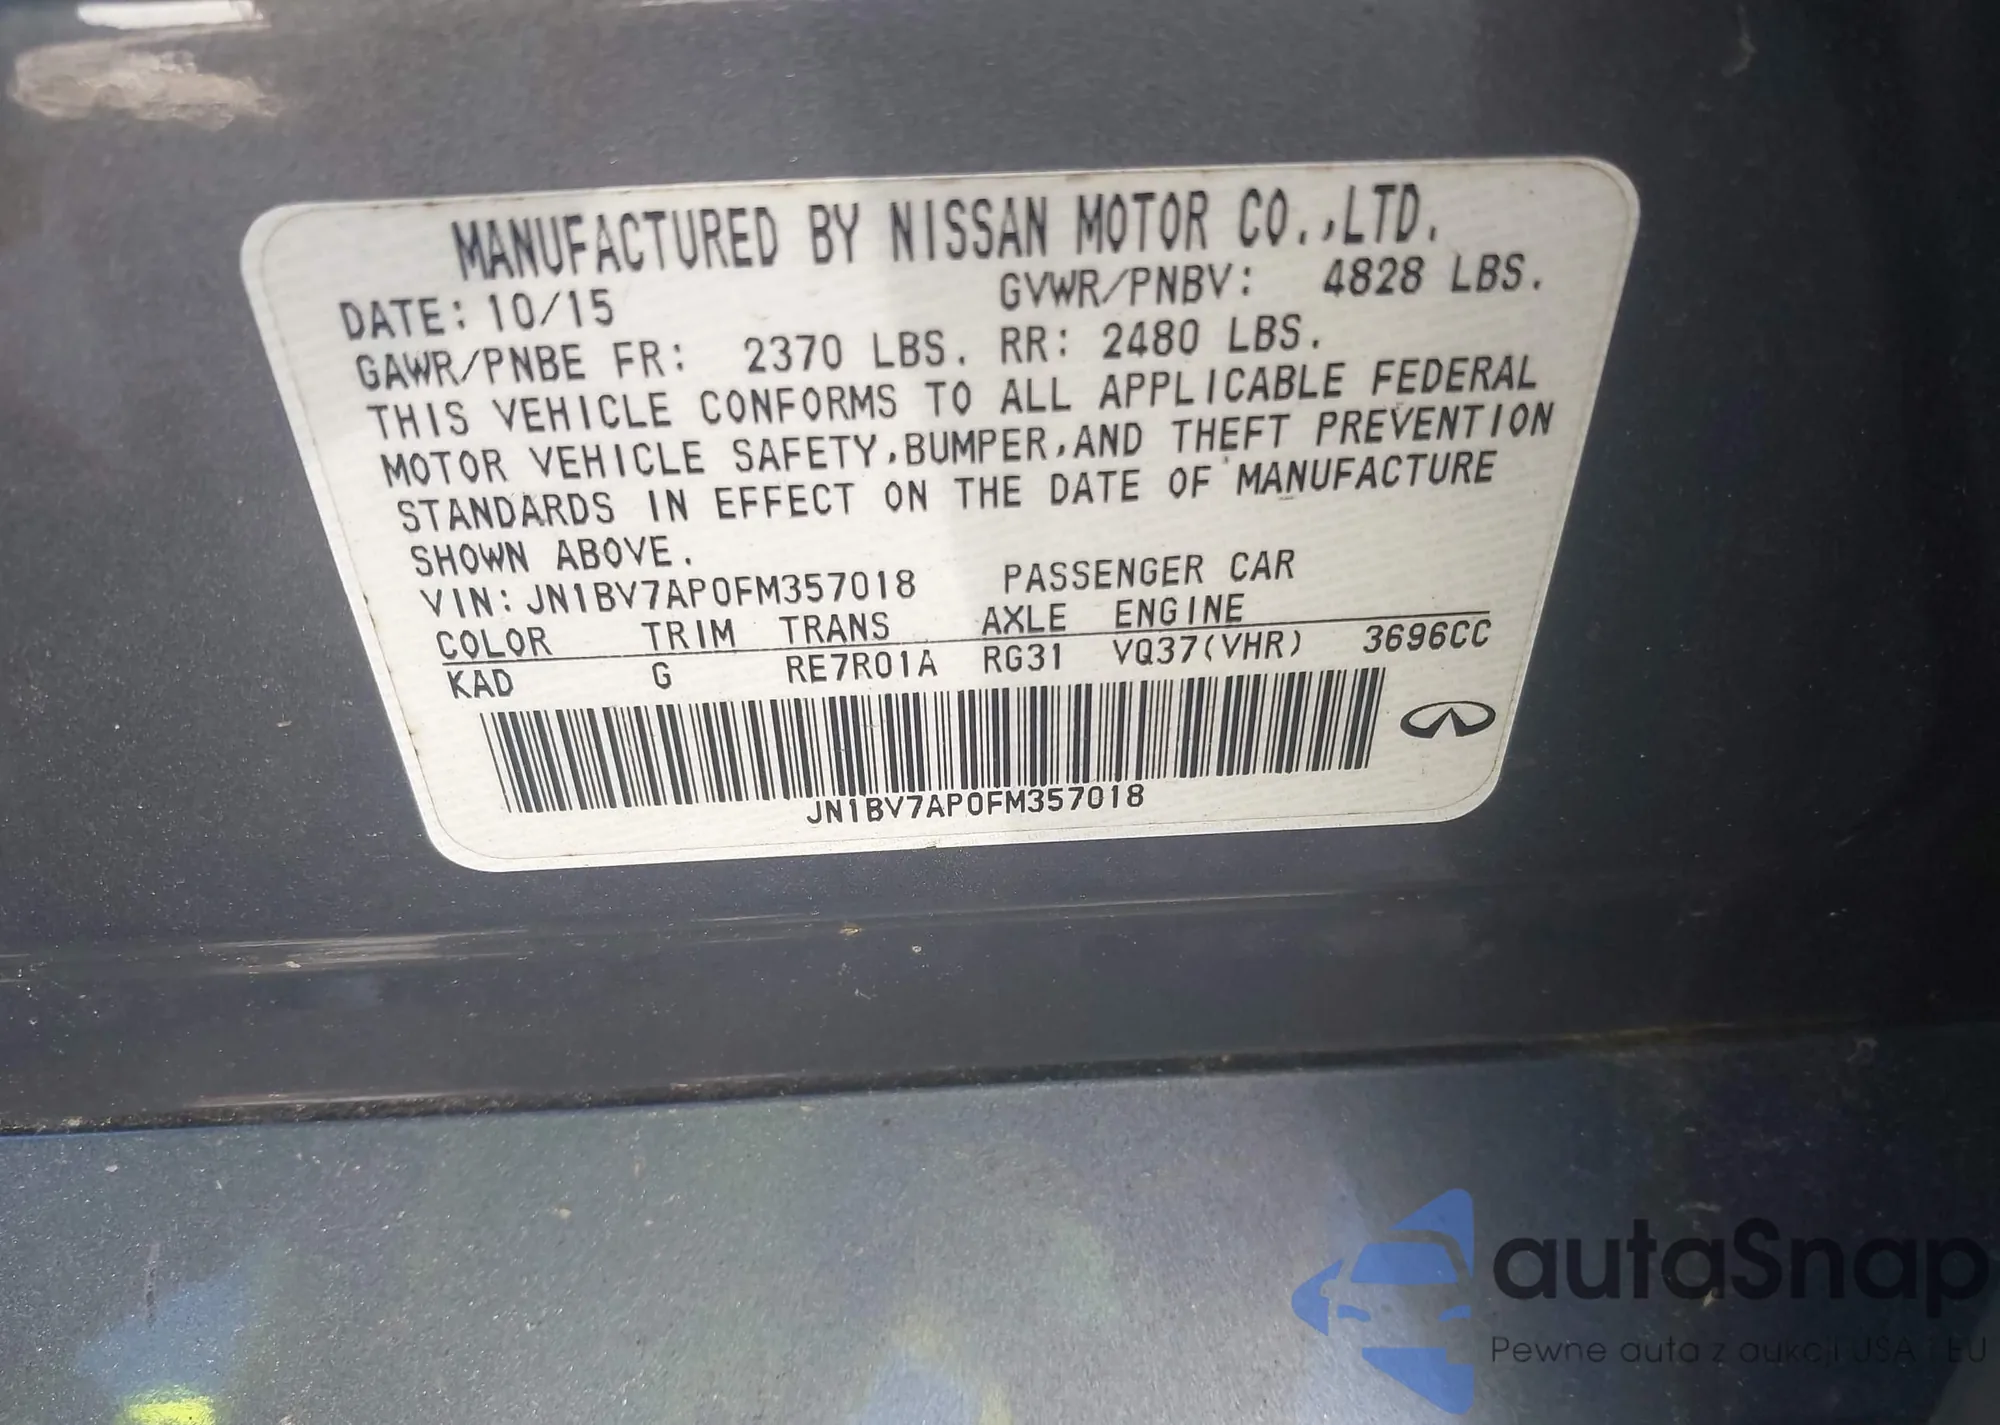 MANUFACTURED BY NISSAN MOTOR CO.,LTD.
DATE: 10/15 GVWR/PNBV: 4828 LBS.
GAWR/PNBE FR: 2370 LBS. RR: 2480 LBS.
THIS VEHICLE CONFORMS TO ALL APPLICABLE FEDERAL
MOTOR VEHICLE SAFETY,BUMPER,AND THEFT PREVENTION
STANDARDS IN EFFECT ON THE DATE OF MANUFACTURE
SHOWN ABOVE.
VIN: JN1BV7AP0FM357018 PASSENGER CAR
COLOR TRIM TRANS AXLE ENGINE
KAD G RE7R01A RG31 VQ37(VHR) 3696CC
JN1BV7AP0FM357018
autaSnap
Pewne auta z aukcji USA i EU